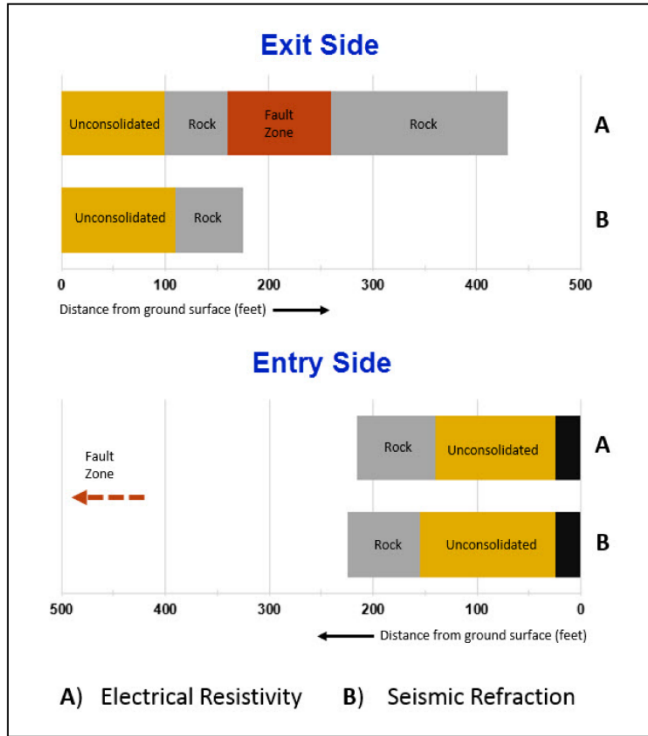 Exit Side
Unconsolidated
Rock
Fault
Zone
Rock
A
Unconsolidated
Rock
B
0 100 200 300 400 500
Distance from ground surface (feet)
Entry Side
Fault
Zone
Rock
Unconsolidated
A
Rock
Unconsolidated
B
500 400 300 200 100 0
Distance from ground surface (feet)
A) Electrical Resistivity B) Seismic Refraction